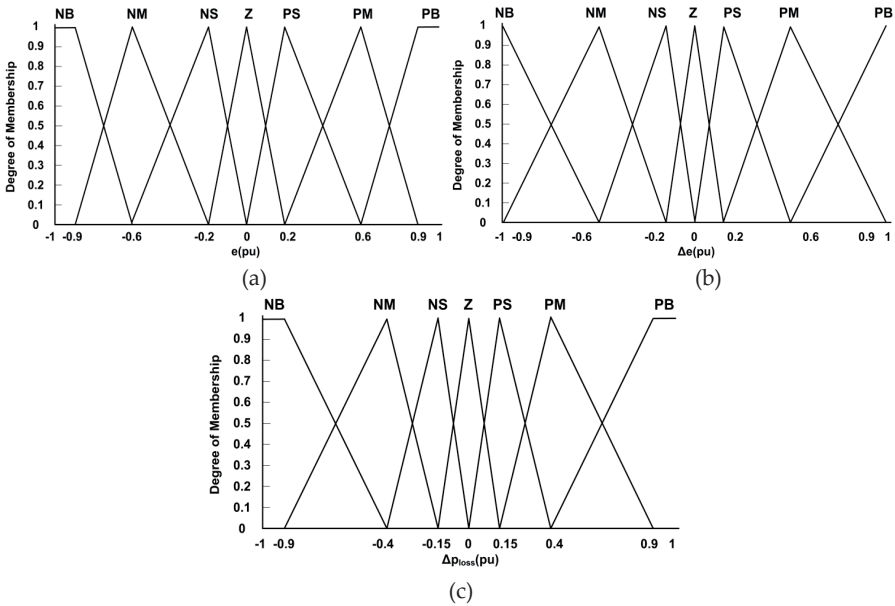 NB NM NS Z PS PM PB
1
0.9
0.8
0.7
0.6
0.5
0.4
0.3
0.2
0.1
0
Degree of Membership
-1 -0.9 -0.6 -0.2 0 0.2 0.6 0.9 1
e(pu)
(a)
NB NM NS Z PS PM PB
1
0.9
0.8
0.7
0.6
0.5
0.4
0.3
0.2
0.1
0
Degree of Membership
-1 -0.9 -0.6 -0.2 0 0.2 0.6 0.9 1
Δe(pu)
(b)
NB NM NS Z PS PM PB
1
0.9
0.8
0.7
0.6
0.5
0.4
0.3
0.2
0.1
0
Degree of Membership
-1 -0.9 -0.4 -0.15 0 0.15 0.4 0.9 1
Δploss(pu)
(c)